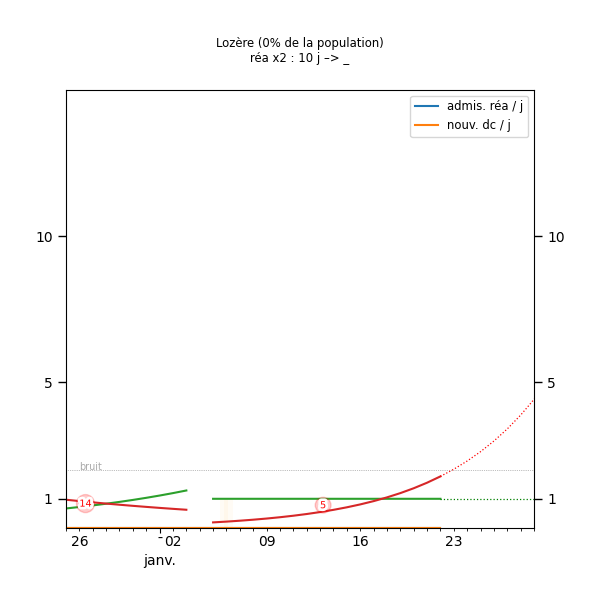 Lozère (0% de la population)
réa x2 : 10 j –> _
admis. réa / j
nouv. dc / j
10 10
5 5
bruit
1 14 5 1
26 02 09 16 23
janv.